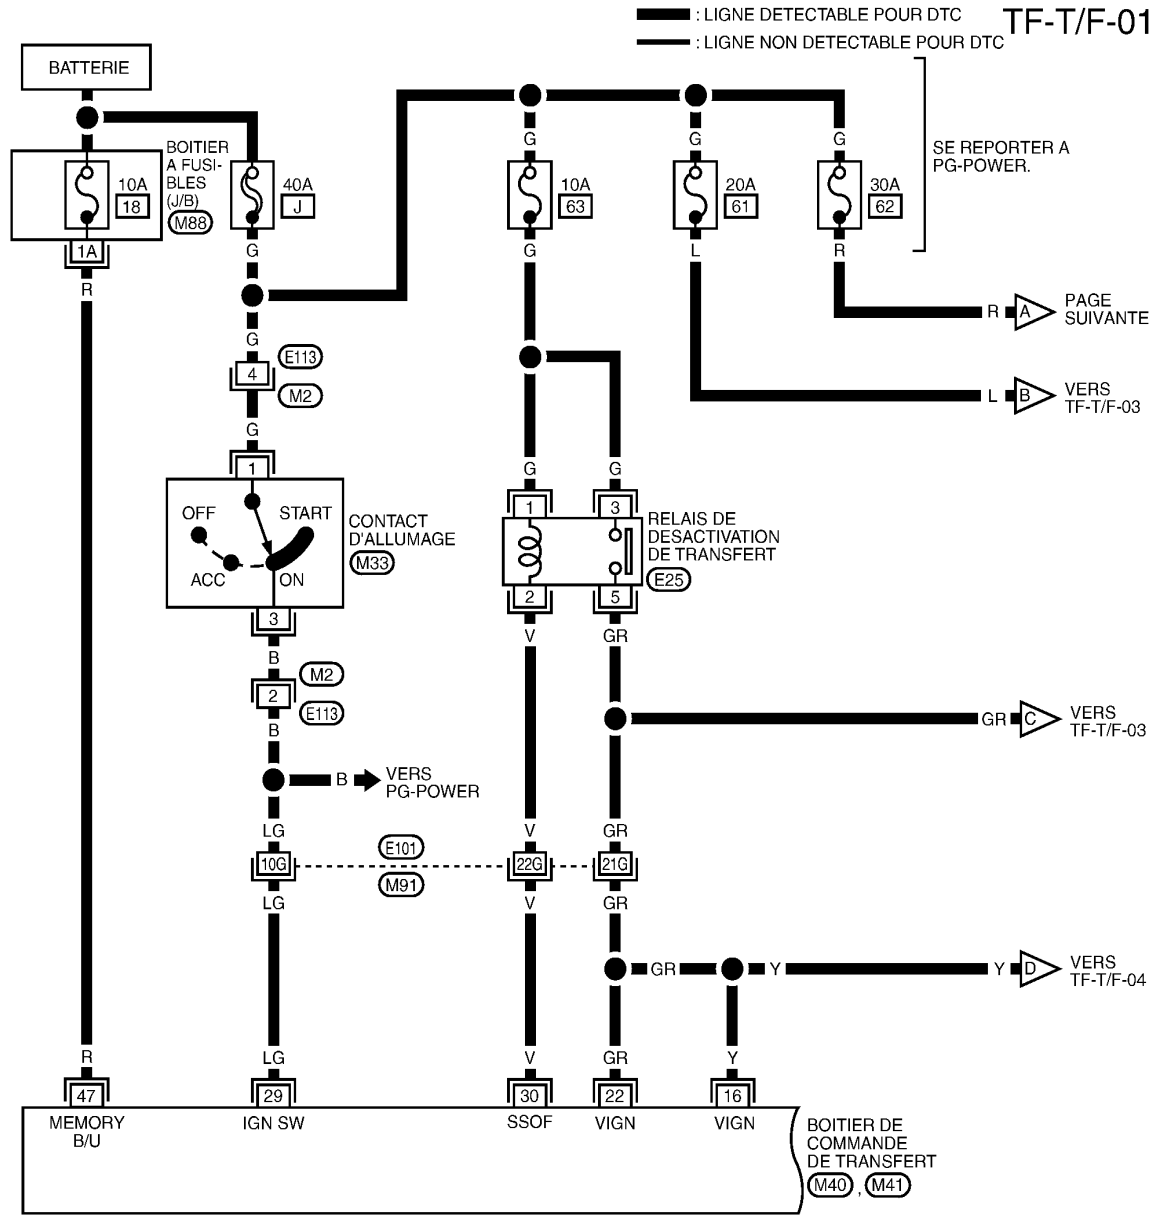 : LIGNE DETECTABLE POUR DTC
TF-T/F-01
: LIGNE NON DETECTABLE POUR DTC
BATTERIE
BOITIER
A FUSI-
BLES
(J/B)
M88
10A
18
1A
40A
J
G
G
G
10A
63
20A
61
30A
62
SE REPORTER A
PG-POWER.
G
G
L
R
R
R
A
PAGE
SUIVANTE
G
E113
4
M2
L
B
VERS
TF-T/F-03
G
G
G
1
OFF
START
ACC
ON
CONTACT
D'ALLUMAGE
M33
3
1
3
RELAIS DE
DESACTIVATION
DE TRANSFERT
E25
2
5
V
GR
B
M2
2
E113
B
GR
C
VERS
TF-T/F-03
B
VERS
PG-POWER
LG
V
GR
E101
10G
22G
21G
M91
LG
V
GR
GR
Y
Y
D
VERS
TF-T/F-04
R
LG
V
GR
Y
47
29
30
22
16
MEMORY
B/U
IGN SW
SSOF
VIGN
VIGN
BOITIER DE
COMMANDE
DE TRANSFERT
M40 , M41